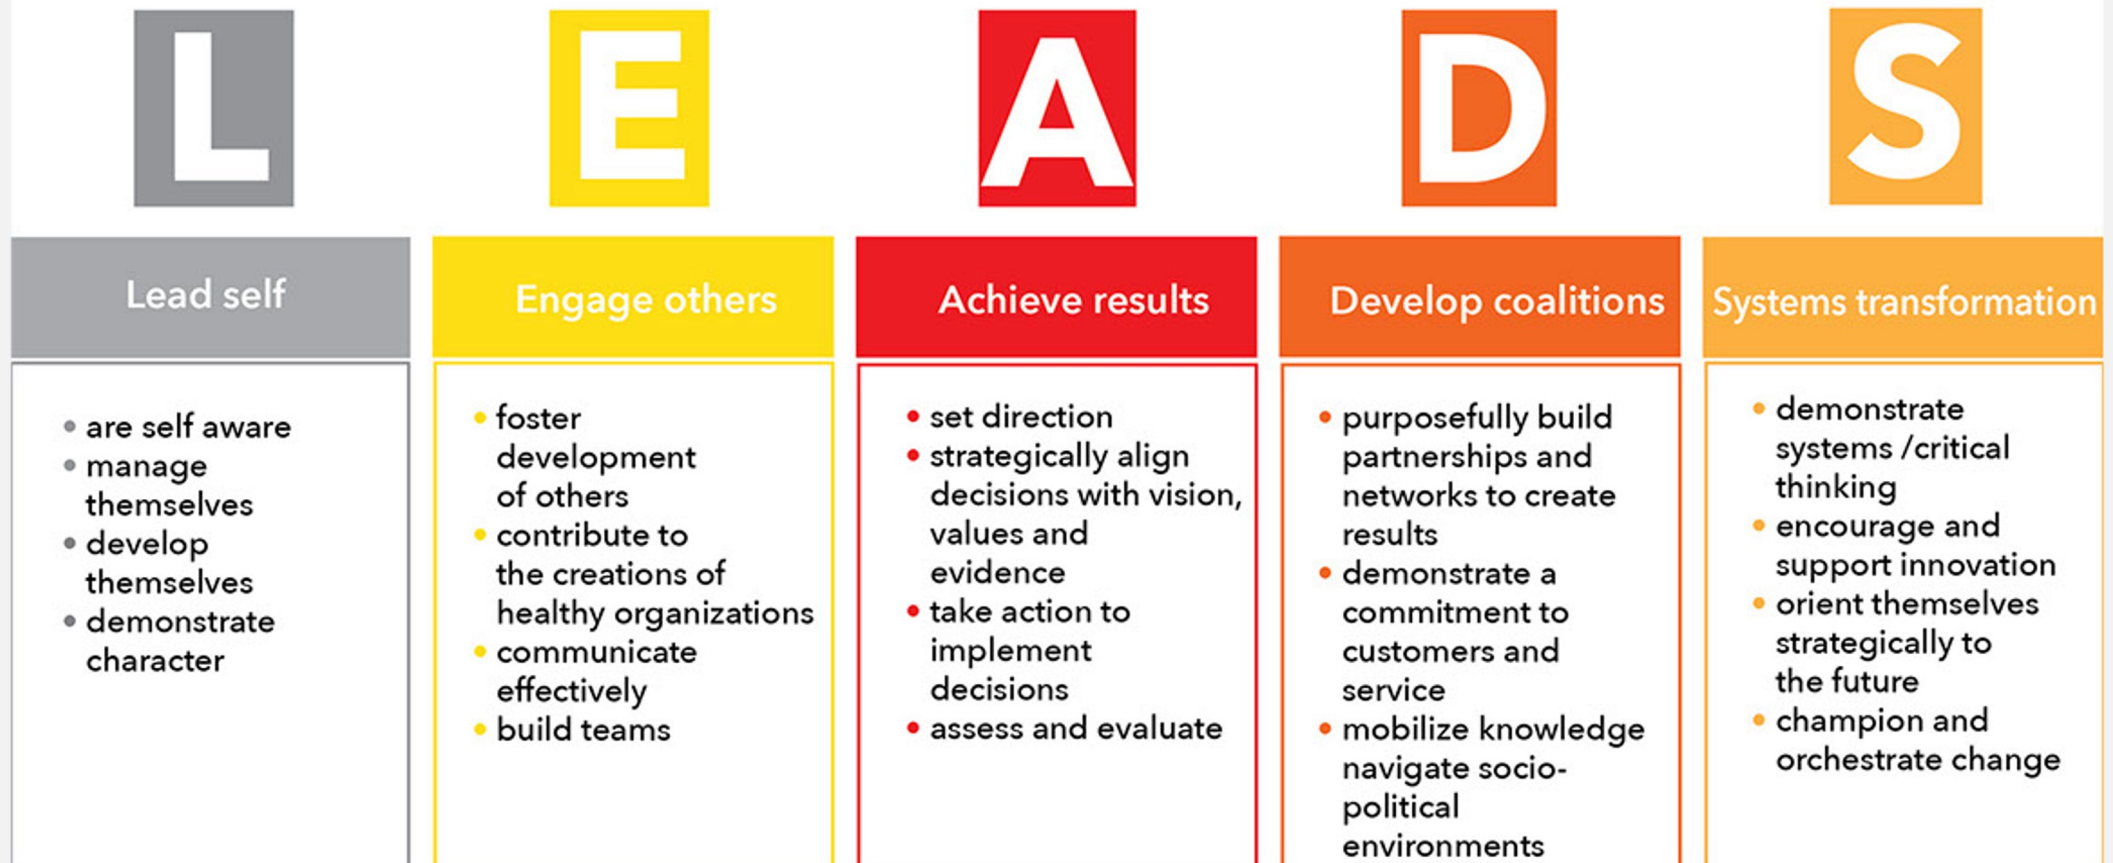 L
E
A
D
S
Lead self
Engage others
Achieve results
Develop coalitions
Systems transformation
• are self aware
• manage
themselves
• develop
themselves
• demonstrate
character
• foster
development
of others
• contribute to
the creations of
healthy organizations
• communicate
effectively
• build teams
• set direction
• strategically align
decisions with vision,
values and
evidence
• take action to
implement
decisions
• assess and evaluate
• purposefully build
partnerships and
networks to create
results
• demonstrate a
commitment to
customers and
service
• mobilize knowledge
navigate socio-
political
environments
• demonstrate
systems /critical
thinking
• encourage and
support innovation
• orient themselves
strategically to
the future
• champion and
orchestrate change